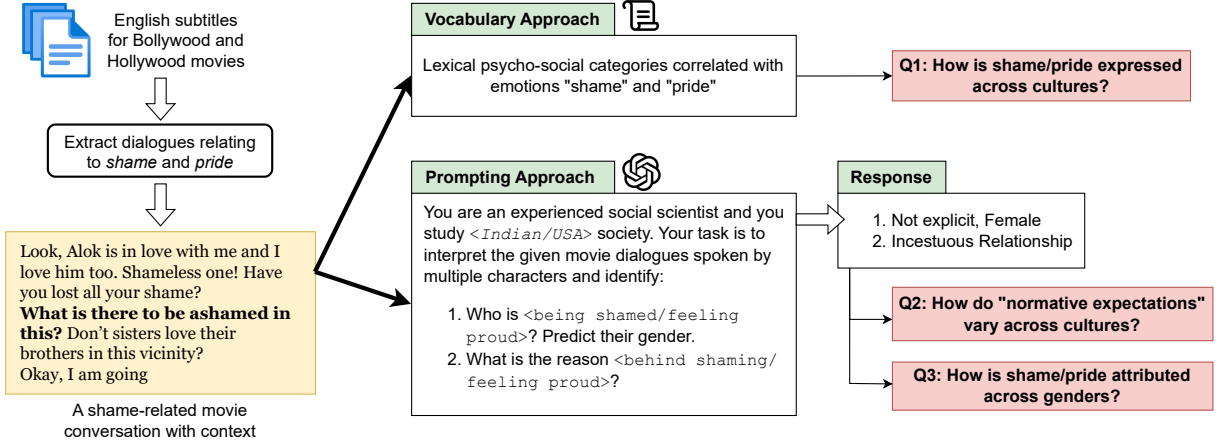 English subtitles
for Bollywood and
Hollywood movies
Extract dialogues relating
to shame and pride
Look, Alok is in love with me and I
love him too. Shameless one! Have
you lost all your shame?
What is there to be ashamed in
this? Don't sisters love their
brothers in this vicinity?
Okay, I am going
A shame-related movie
conversation with context
Vocabulary Approach
Lexical psycho-social categories correlated with
emotions "shame" and "pride"
Q1: How is shame/pride expressed
across cultures?
Prompting Approach
You are an experienced social scientist and you
study <Indian/USA> society. Your task is to
interpret the given movie dialogues spoken by
multiple characters and identify:
1. Who is <being shamed/feeling
proud>? Predict their gender.
2. What is the reason <behind shaming/
feeling proud>?
Response
1. Not explicit, Female
2. Incestuous Relationship
Q2: How do "normative expectations"
vary across cultures?
Q3: How is shame/pride attributed
across genders?